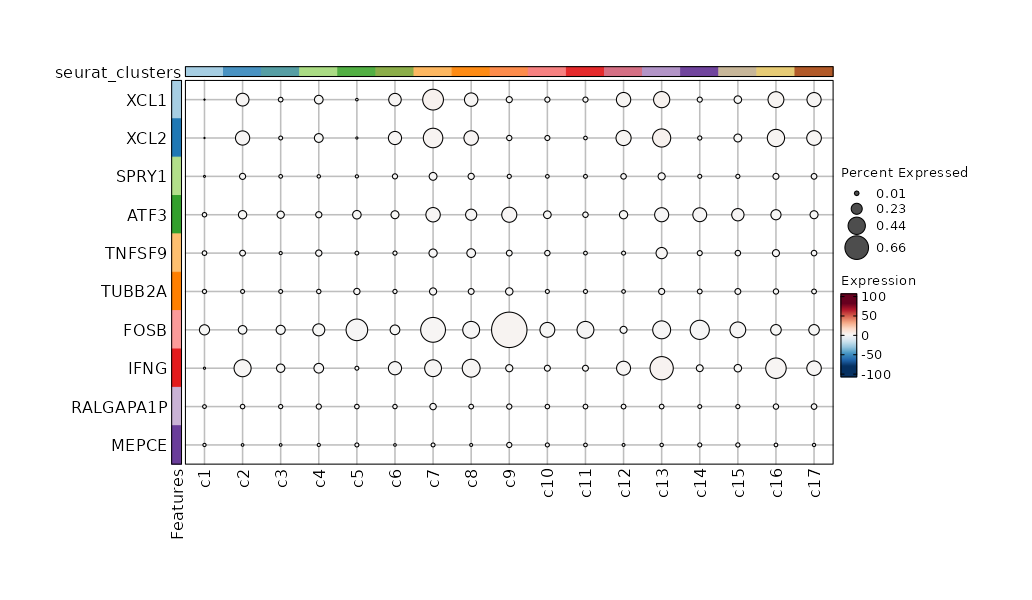 seurat_clusters
XCL1
XCL2
SPRY1
ATF3
TNFSF9
TUBB2A
FOSB
IFNG
RALGAPA1P
MEPCE
Features
c1
c2
c3
c4
c5
c6
c7
c8
c9
c10
c11
c12
c13
c14
c15
c16
c17
Percent Expressed
0.01
0.23
0.44
0.66
Expression
100
50
0
-50
-100